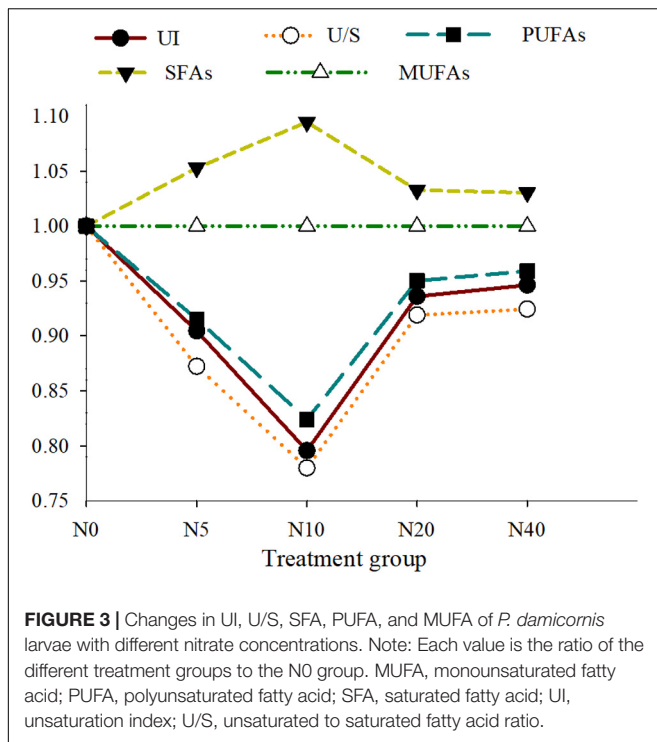 UI U/S PUFAs
SFAs MUFAs
1.10
1.05
1.00
0.95
0.90
0.85
0.80
0.75
N0 N5 N10 N20 N40
Treatment group
FIGURE 3 | Changes in UI, U/S, SFA, PUFA, and MUFA of P. damicornis
larvae with different nitrate concentrations. Note: Each value is the ratio of the
different treatment groups to the N0 group. MUFA, monounsaturated fatty
acid; PUFA, polyunsaturated fatty acid; SFA, saturated fatty acid; UI,
unsaturation index; U/S, unsaturated to saturated fatty acid ratio.